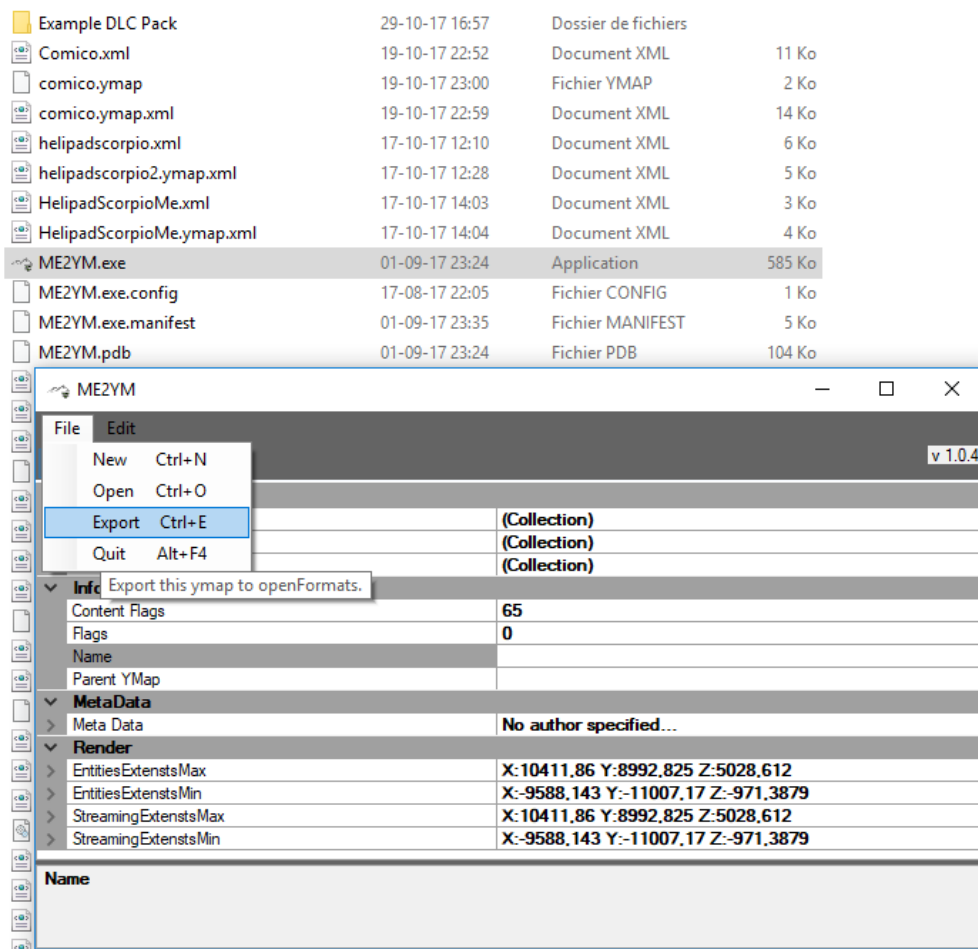 Example DLC Pack 29-10-17 16:57 Dossier de fichiers
Comico.xml 19-10-17 22:52 Document XML 11 Ko
comico.ymap 19-10-17 23:00 Fichier YMAP 2 Ko
comico.ymap.xml 19-10-17 22:59 Document XML 14 Ko
helipadscorpio.xml 17-10-17 12:10 Document XML 6 Ko
helipadscorpio2.ymap.xml 17-10-17 12:28 Document XML 5 Ko
HelipadScorpioMe.xml 17-10-17 14:03 Document XML 3 Ko
HelipadScorpioMe.ymap.xml 17-10-17 14:04 Document XML 4 Ko
ME2YM.exe 01-09-17 23:24 Application 585 Ko
ME2YM.exe.config 17-08-17 22:05 Fichier CONFIG 1 Ko
ME2YM.exe.manifest 01-09-17 23:35 Fichier MANIFEST 5 Ko
ME2YM.pdb 01-09-17 23:24 Fichier PDB 104 Ko
ME2YM
File Edit
v 1.0.4
New Ctrl+N
Open Ctrl+O
Export Ctrl+E
Quit Alt+F4
(Collection)
(Collection)
(Collection)
Export this ymap to openFormats.
Content Flags 65
Flags 0
Name
Parent YMap
MetaData
Meta Data No author specified...
Render
EntitiesExtenstsMax X:10411,86 Y:8992,825 Z:5028,612
EntitiesExtenstsMin X:-9588,143 Y:-11007,17 Z:-971,3879
StreamingExtenstsMax X:10411,86 Y:8992,825 Z:5028,612
StreamingExtenstsMin X:-9588,143 Y:-11007,17 Z:-971,3879
Name